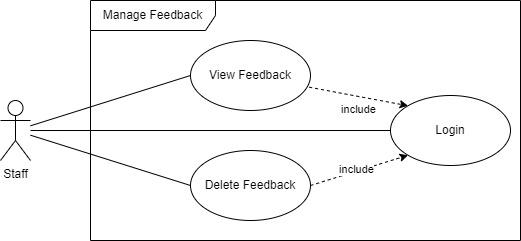 Manage Feedback
View Feedback
include
Login
include
Delete Feedback
Staff